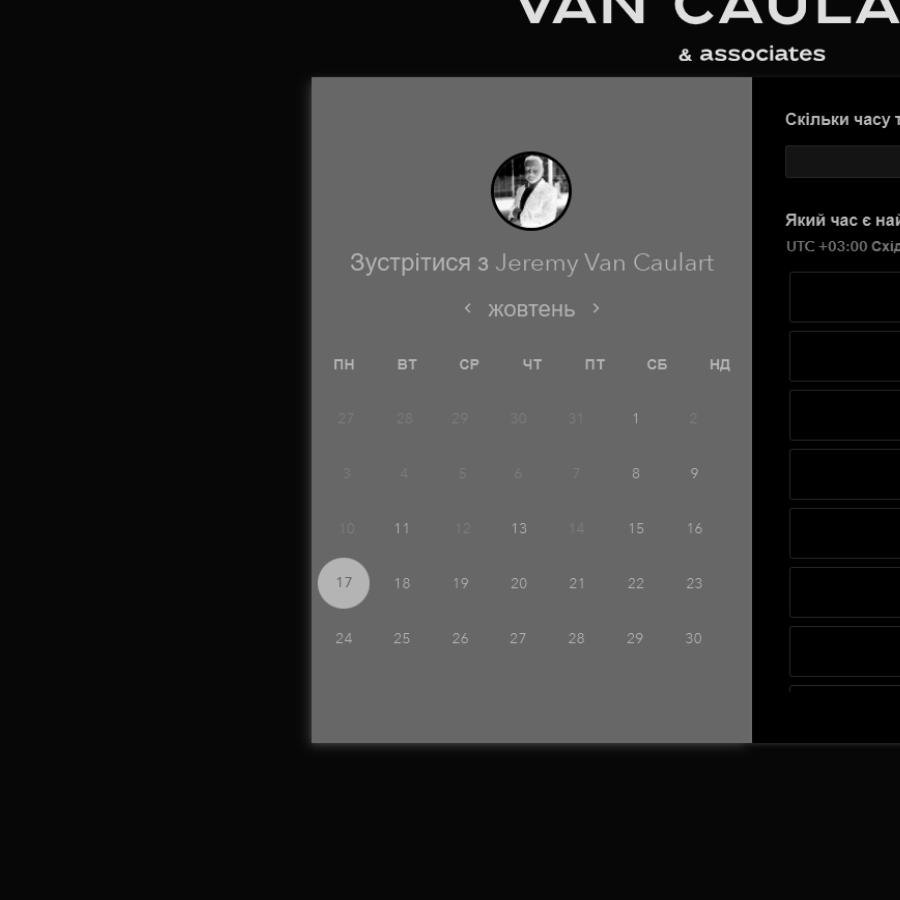 VAN CAULA
& associates
Зустрітися з Jeremy Van Caulart
жовтень
ПН ВТ СР ЧТ ПТ СБ НД
27 28 29 30 31 1 2
3 4 5 6 7 8 9
10 11 12 13 14 15 16
17 18 19 20 21 22 23
24 25 26 27 28 29 30
Скільки часу
Який час є
UTC +03:00